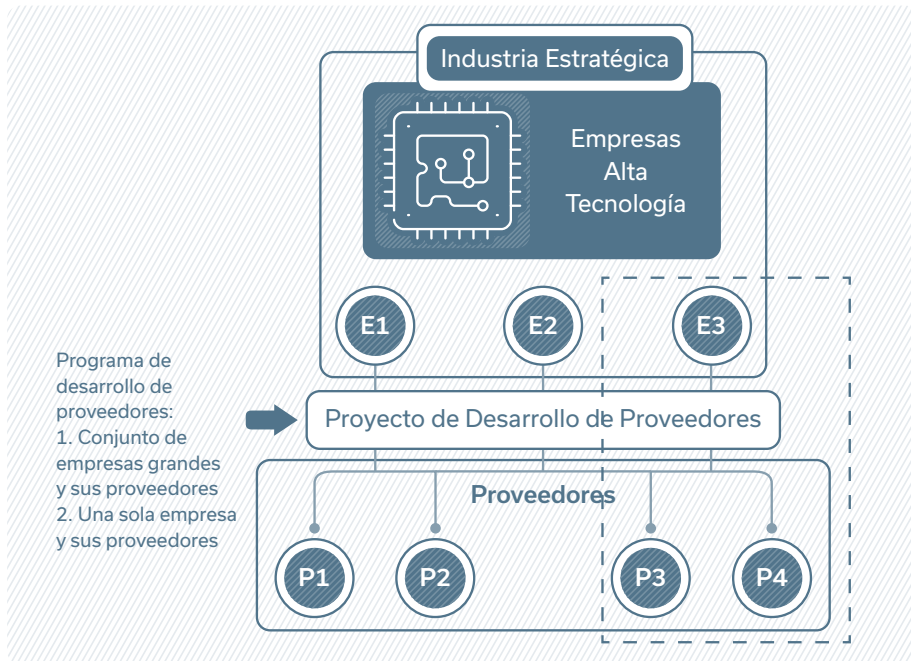 Industria Estratégica
Empresas
Alta
Tecnología
E1
E2
E3
Programa de
desarrollo de
proveedores:
1. Conjunto de
empresas grandes
y sus proveedores
2. Una sola empresa
y sus proveedores
Proyecto de Desarrollo de Proveedores
Proveedores
P1
P2
P3
P4